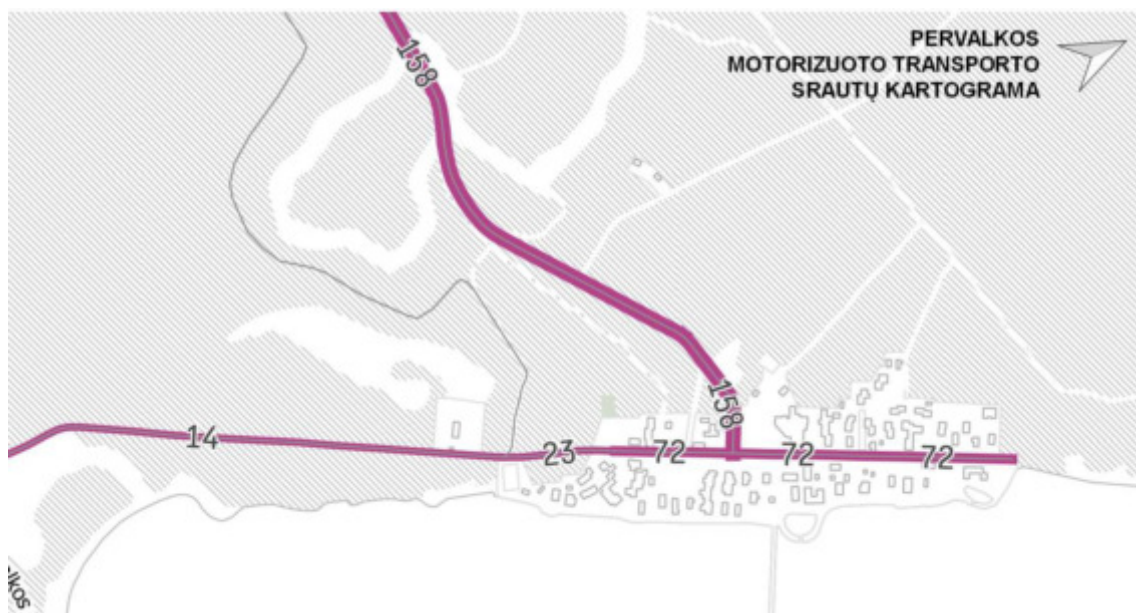 PERVALKOS
MOTORIZUOTO TRANSPORTO
SRAUTŲ KARTOGRAMA
158
158
14
23
72
72
72